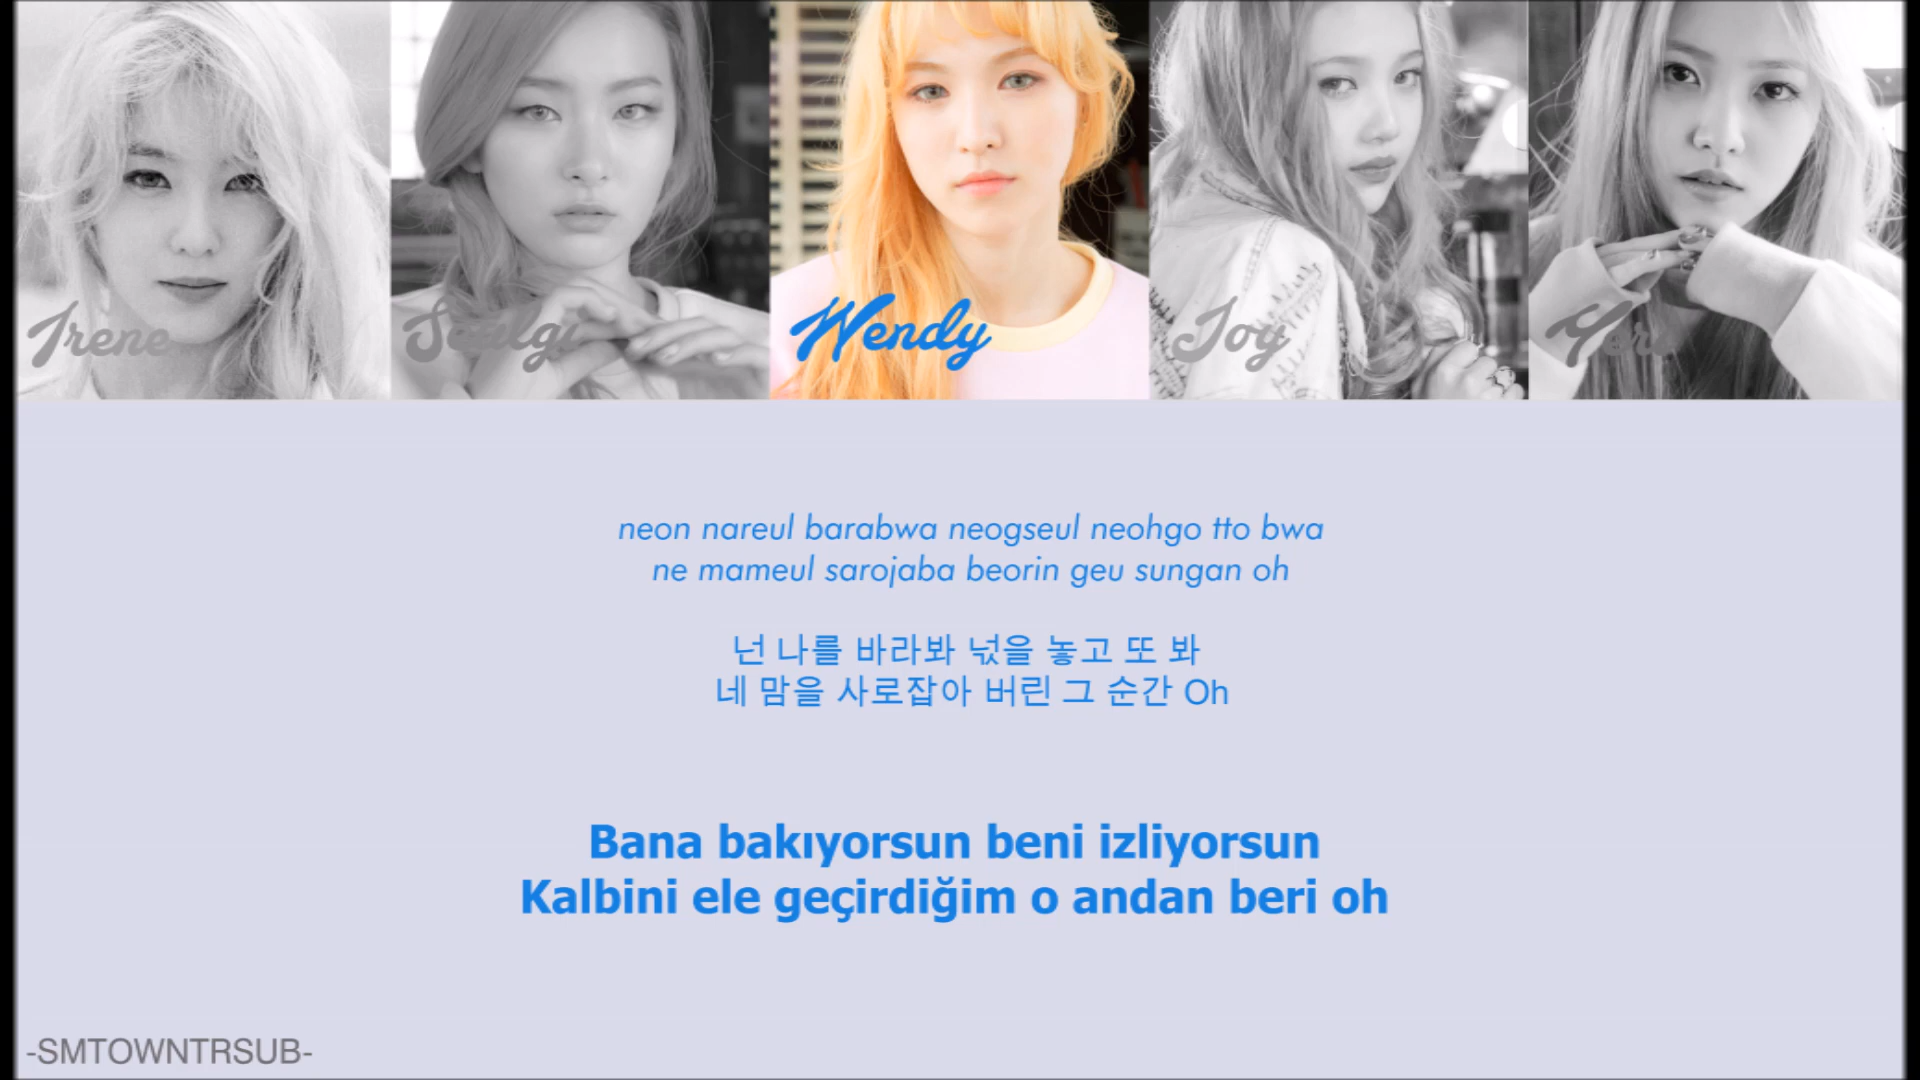 Irene
Seulgi
Wendy
Joy
Yeri
neon nareul barabwa neogseul neohgo tto bwa
ne mameul sarojaba beorin geu sungan oh
넌 나를 바라봐 넋을 놓고 또 봐
네 맘을 사로잡아 버린 그 순간 Oh
Bana bakıyorsun beni izliyorsun
Kalbini ele geçirdiğim o andan beri oh
-SMTOWNTRSUB-